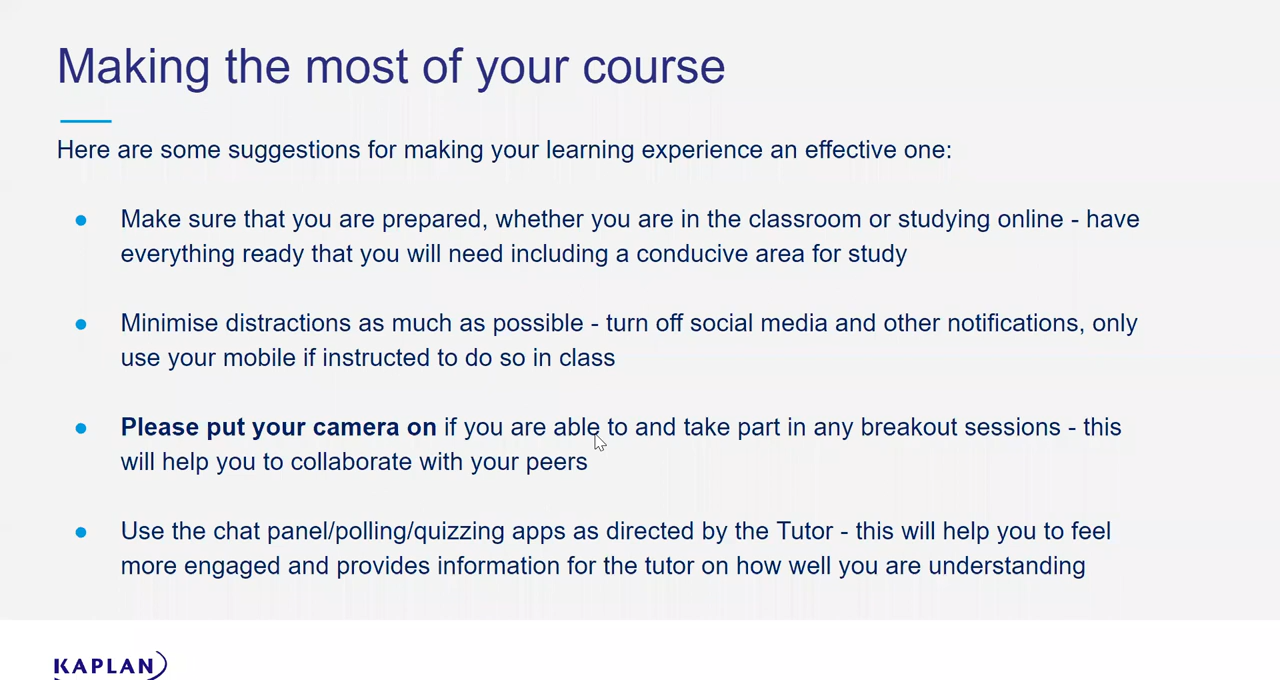 Making the most of your course
Here are some suggestions for making your learning experience an effective one:
Make sure that you are prepared, whether you are in the classroom or studying online - have
everything ready that you will need including a conducive area for study
Minimise distractions as much as possible - turn off social media and other notifications, only
use your mobile if instructed to do so in class
Please put your camera on if you are able to and take part in any breakout sessions - this
will help you to collaborate with your peers
Use the chat panel/polling/quizzing apps as directed by the Tutor - this will help you to feel
more engaged and provides information for the tutor on how well you are understanding
KAPLAN